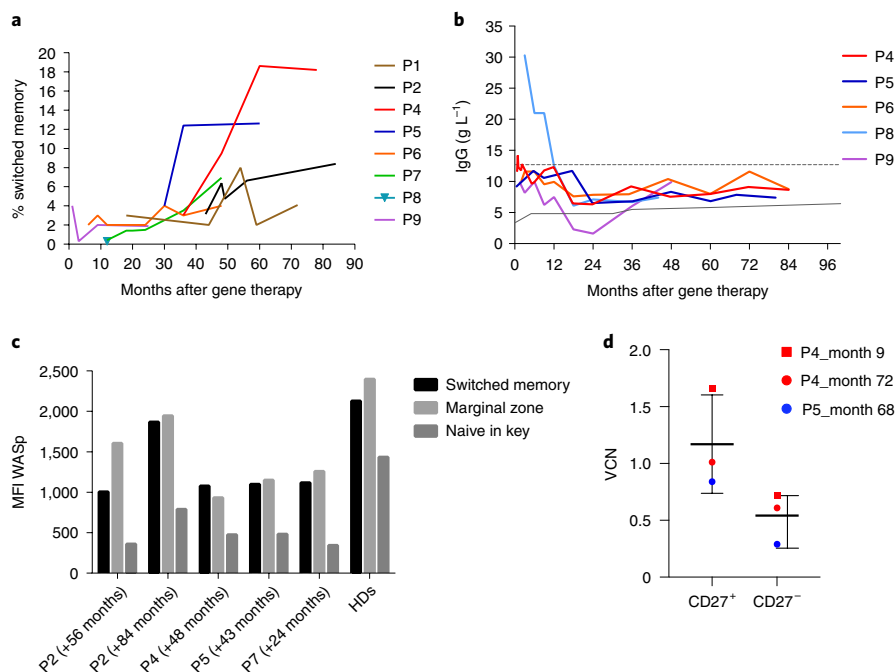 a
20
18
16
14
12
10
8
6
4
2
0
% switched memory
0 10 20 30 40 50 60 70 80 90
Months after gene therapy
P1
P2
P4
P5
P6
P7
P8
P9
b
35
30
25
20
15
10
5
0
IgG (g L⁻¹)
0 12 24 36 48 60 72 84 96
Months after gene therapy
P4
P5
P6
P8
P9
c
2,500
2,000
1,500
1,000
500
0
MFI WASp
P2 (+56 months)
P2 (+84 months)
P4 (+48 months)
P5 (+43 months)
P7 (+24 months)
HDs
Switched memory
Marginal zone
Naive in key
d
2.0
1.5
1.0
0.5
0
VCN
CD27⁺ CD27⁻
P4_month 9
P4_month 72
P5_month 68